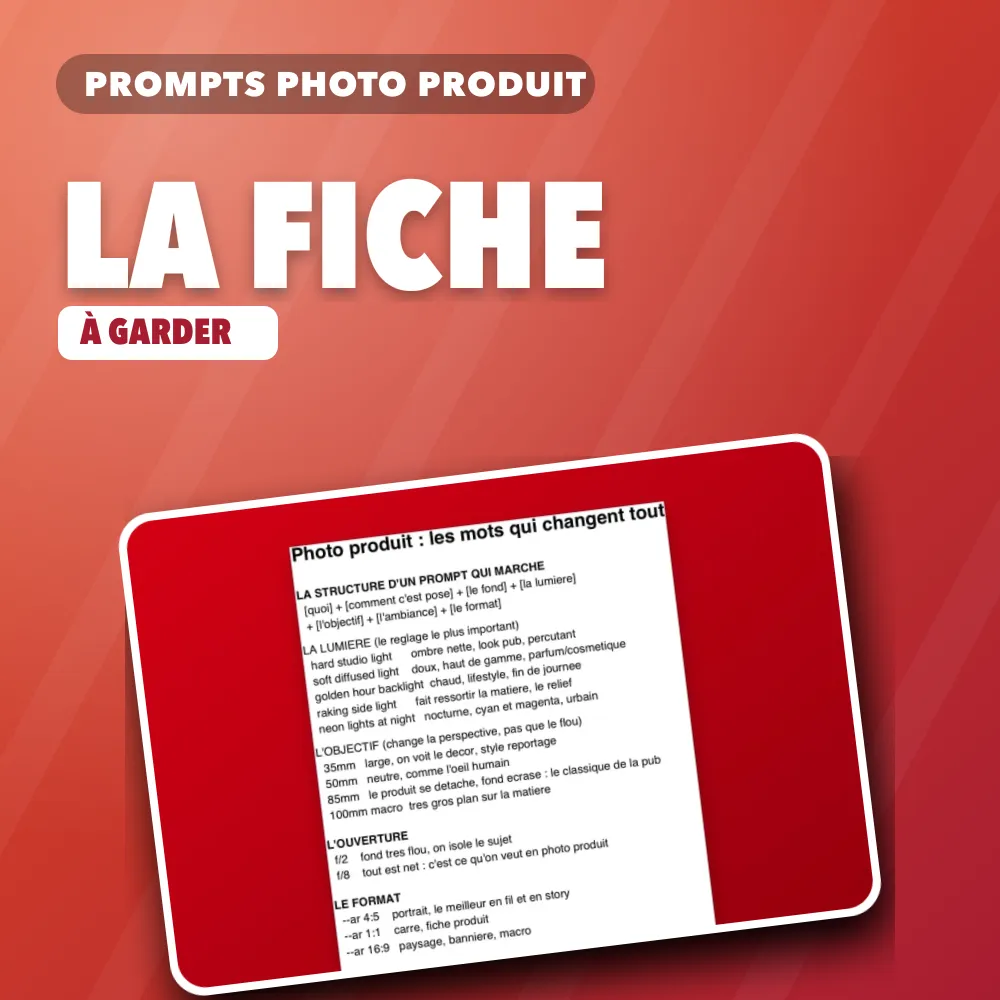 PROMPTS PHOTO PRODUIT
LA FICHE
À GARDER
Photo produit : les mots qui changent tout
LA STRUCTURE D'UN PROMPT QUI MARCHE
[quoi] + [comment c'est pose] + [le fond] + [la lumiere]
+ [l'objectif] + [l'ambiance] + [le format]
LA LUMIERE (le reglage le plus important)
hard studio light ombre nette, look pub, percutant
soft diffused light doux, haut de gamme, parfum/cosmetique
golden hour backlight chaud, lifestyle, fin de journee
raking side light fait ressortir la matiere, le relief
neon lights at night nocturne, cyan et magenta, urbain
L'OBJECTIF (change la perspective, pas que le flou)
35mm large, on voit le decor, style reportage
50mm neutre, comme l'oeil humain
85mm le produit se detache, fond ecrase : le classique de la pub
100mm macro tres gros plan sur la matiere
L'OUVERTURE
f/2 fond tres flou, on isole le sujet
f/8 tout est net : c'est ce qu'on veut en photo produit
LE FORMAT
--ar 4:5 portrait, le meilleur en fil et en story
--ar 1:1 carre, fiche produit
--ar 16:9 paysage, banniere, macro